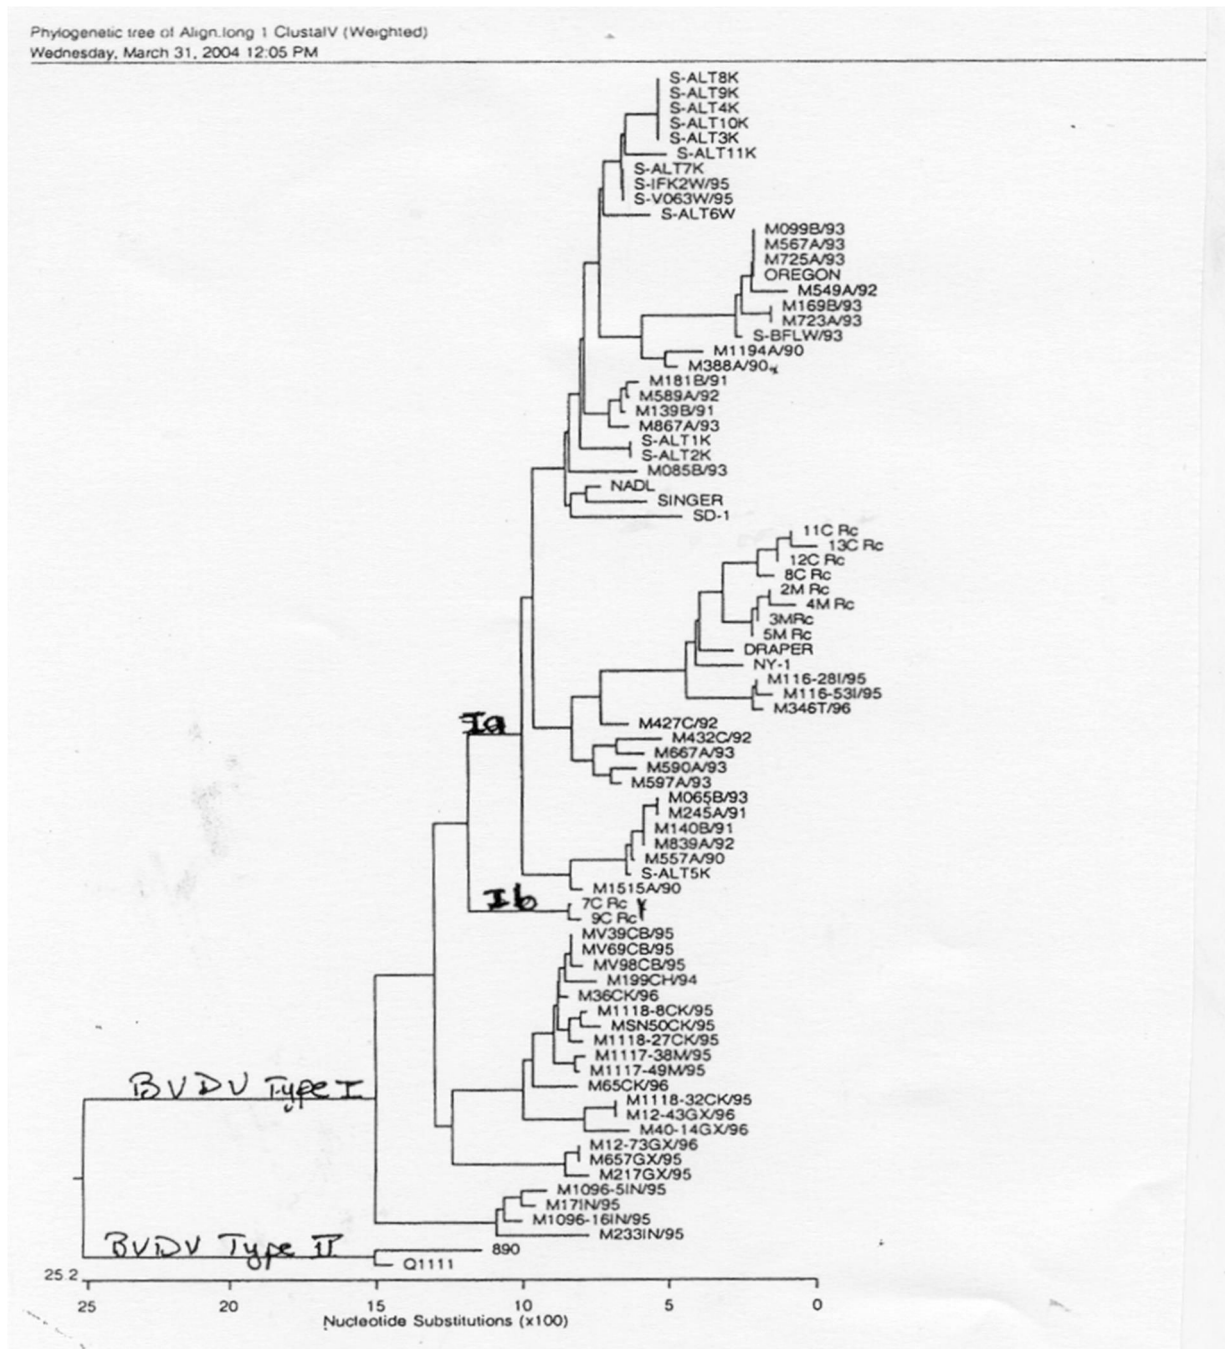 Phylogenetic tree of Align.long 1 ClustalV (Weighted)
Wednesday, March 31, 2004 12:05 PM
S-ALT8K
S-ALT9K
S-ALT4K
S-ALT10K
S-ALT3K
S-ALT11K
S-ALT7K
S-IFK2W/95
S-V063W/95
S-ALT6W
M099B/93
M567A/93
M725A/93
OREGON
M549A/92
M169B/93
M723A/93
S-BFLW/93
M1194A/90
M388A/90
M181B/91
M589A/92
M139B/91
M867A/93
S-ALT1K
S-ALT2K
M085B/93
NADL
SINGER
SD-1
11C Rc
13C Rc
12C Rc
8C Rc
2M Rc
4M Rc
3MRc
5M Rc
DRAPER
NY-1
M116-28I/95
M116-53I/95
M346T/96
Ia
M427C/92
M432C/92
M667A/93
M590A/93
M597A/93
M065B/93
M245A/91
M140B/91
M839A/92
M557A/90
S-ALT5K
M1515A/90
Ib
7C Rc
9C Rc
MV39CB/95
MV69CB/95
MV98CB/95
M199CH/94
M36CK/96
M1118-8CK/95
MSN50CK/95
M1118-27CK/95
M1117-38M/95
M1117-49M/95
M65CK/96
BVDV Type I
M1118-32CK/95
M12-43GX/96
M40-14GX/96
M12-73GX/96
M657GX/95
M217GX/95
M1096-5IN/95
M17IN/95
M1096-16IN/95
M233IN/95
BVDV Type II
890
Q1111
25.2
25 20 15 10 5 0
Nucleotide Substitutions (x100)